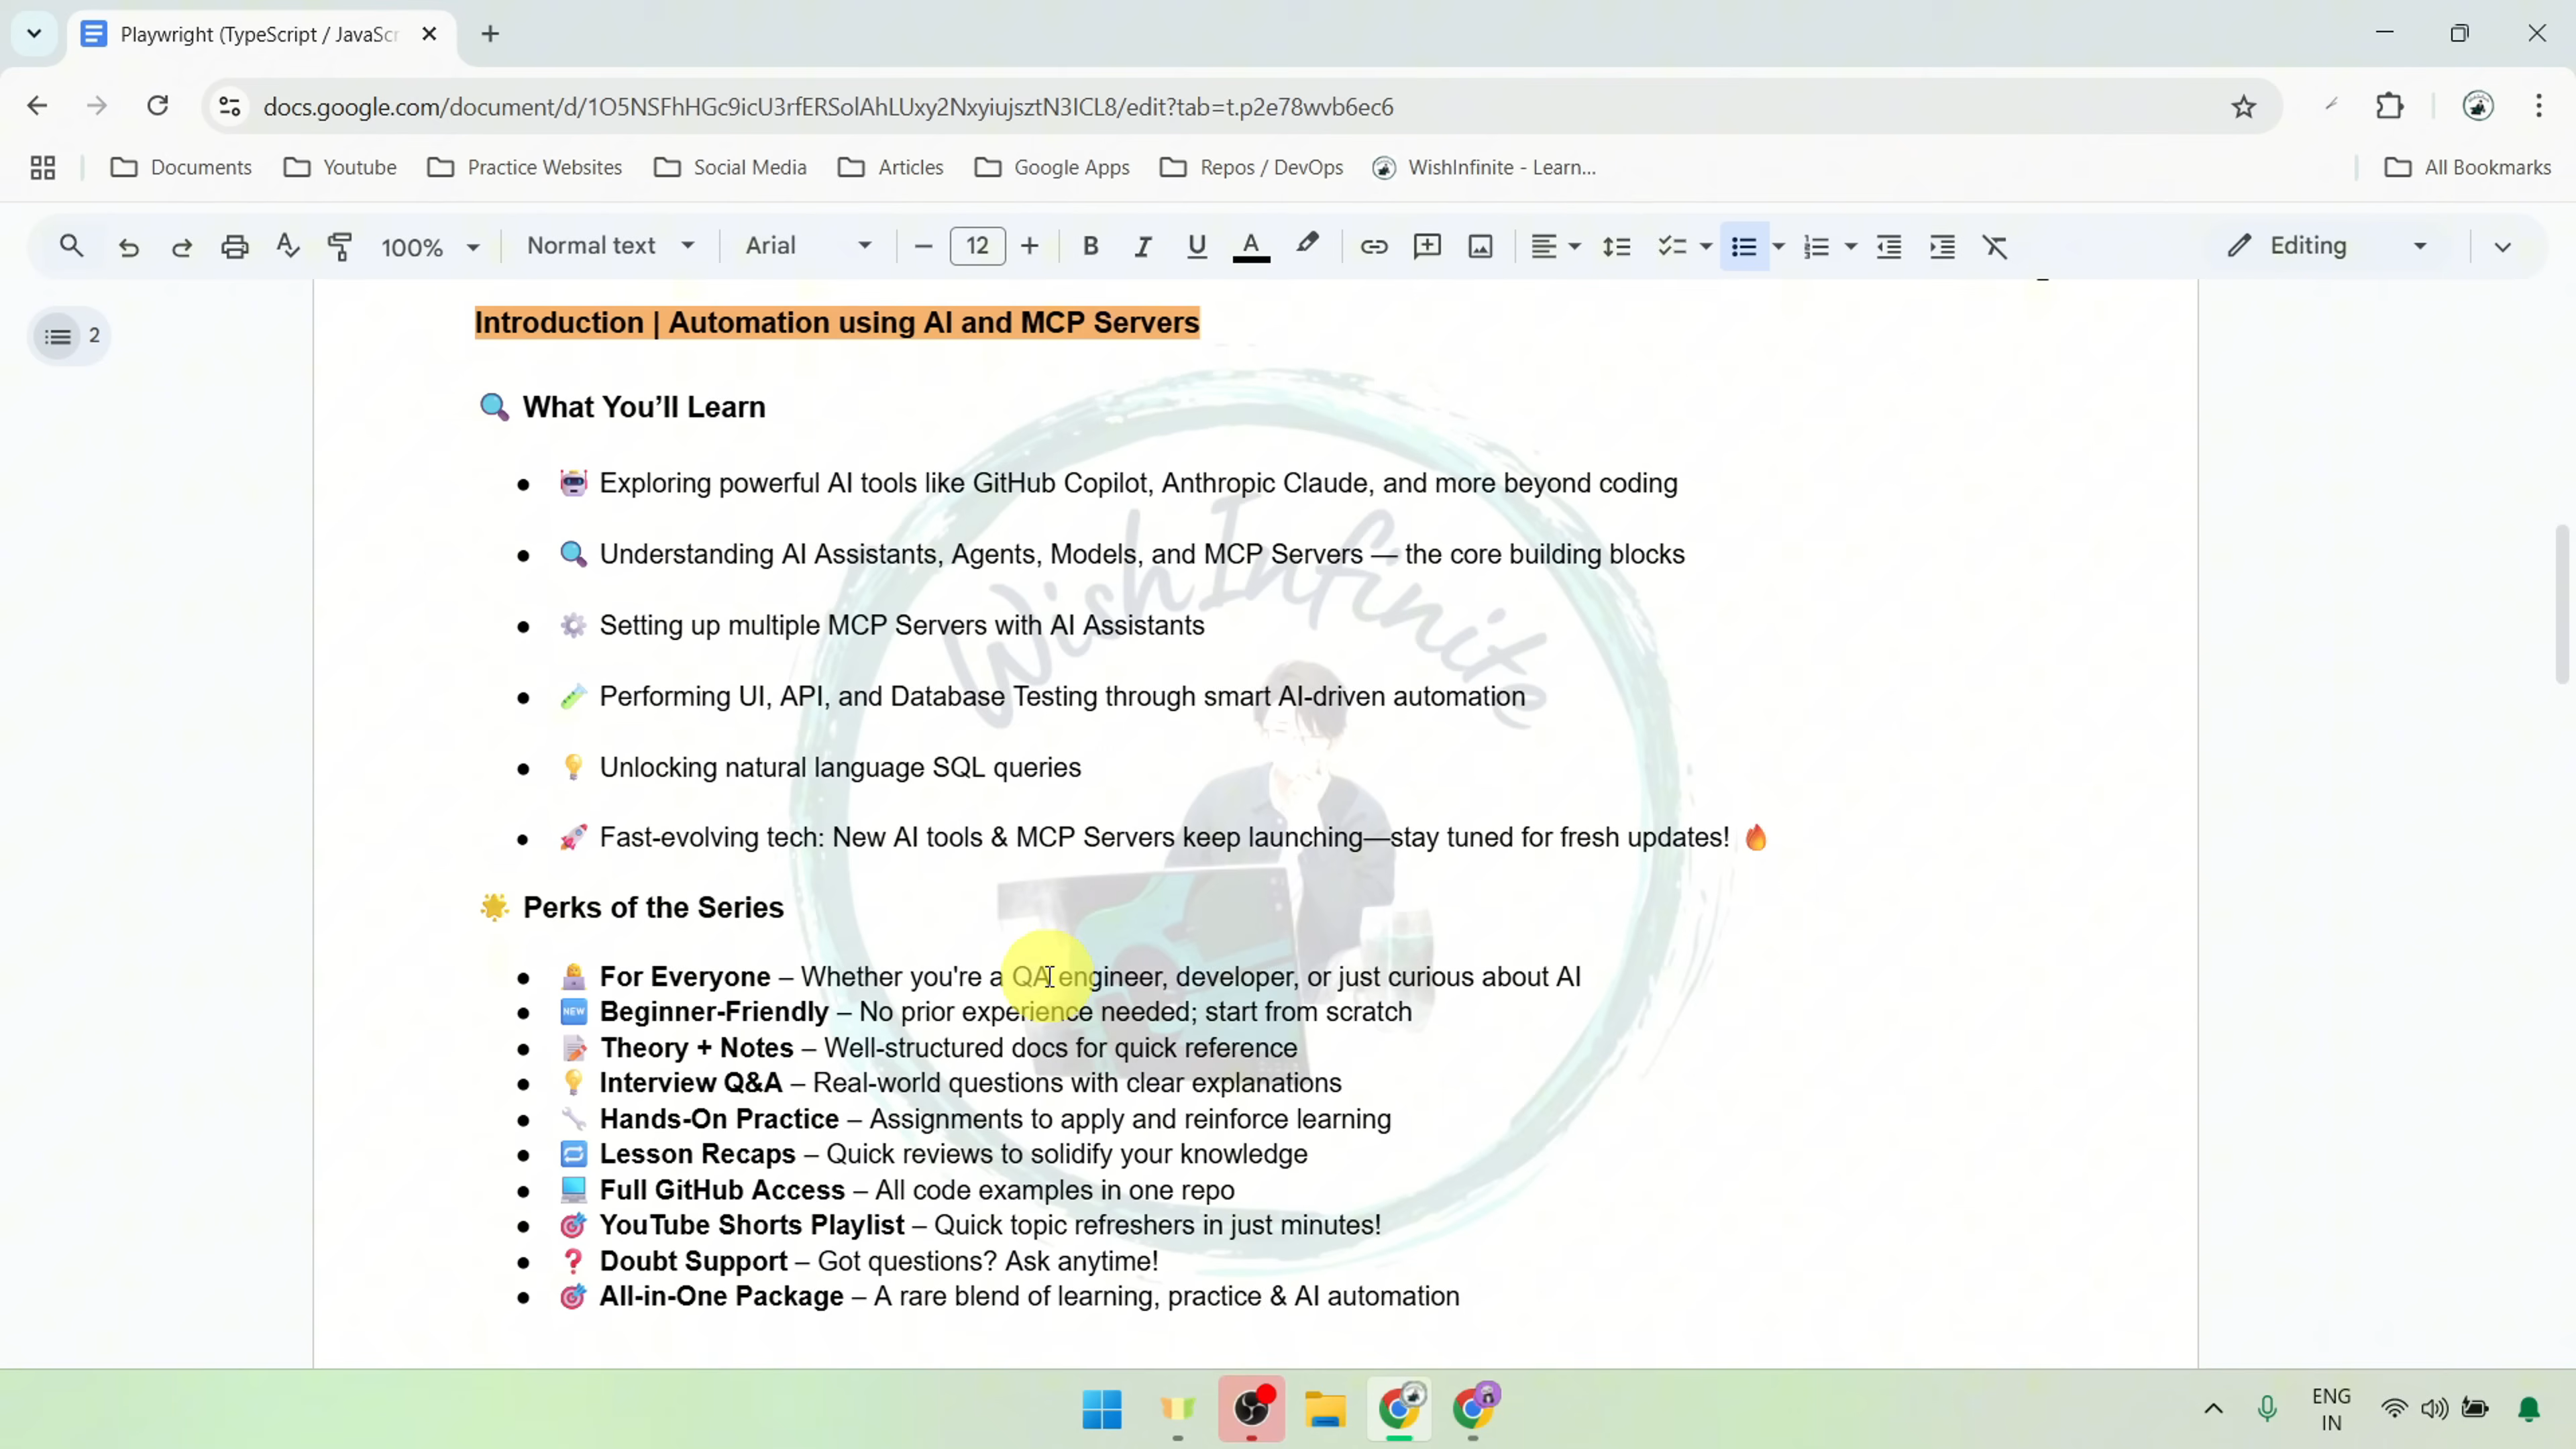 Playwright (TypeScript / JavaScr
docs.google.com/document/d/1O5NSFhHGc9icU3rfERSolAhLUxy2NxyiujsztN3ICL8/edit?tab=t.p2e78wvb6ec6
Documents Youtube Practice Websites Social Media Articles Google Apps Repos / DevOps WishInfinite - Learn... All Bookmarks
100% Normal text Arial 12 B I U A Editing
2
Introduction | Automation using AI and MCP Servers
🔍 What You’ll Learn
● 🤖 Exploring powerful AI tools like GitHub Copilot, Anthropic Claude, and more beyond coding
● 🔍 Understanding AI Assistants, Agents, Models, and MCP Servers — the core building blocks
● ⚙️ Setting up multiple MCP Servers with AI Assistants
● 🧪 Performing UI, API, and Database Testing through smart AI-driven automation
● 💡 Unlocking natural language SQL queries
● 🚀 Fast-evolving tech: New AI tools & MCP Servers keep launching—stay tuned for fresh updates! 🔥
WishInfinite
🌟 Perks of the Series
● 🧑‍💻 For Everyone – Whether you're a QA engineer, developer, or just curious about AI
● 🆕 Beginner-Friendly – No prior experience needed; start from scratch
● 📝 Theory + Notes – Well-structured docs for quick reference
● 💡 Interview Q&A – Real-world questions with clear explanations
● 🔧 Hands-On Practice – Assignments to apply and reinforce learning
● 🔁 Lesson Recaps – Quick reviews to solidify your knowledge
● 💻 Full GitHub Access – All code examples in one repo
● 🎯 YouTube Shorts Playlist – Quick topic refreshers in just minutes!
● ❓ Doubt Support – Got questions? Ask anytime!
● 🎯 All-in-One Package – A rare blend of learning, practice & AI automation
ENG
IN